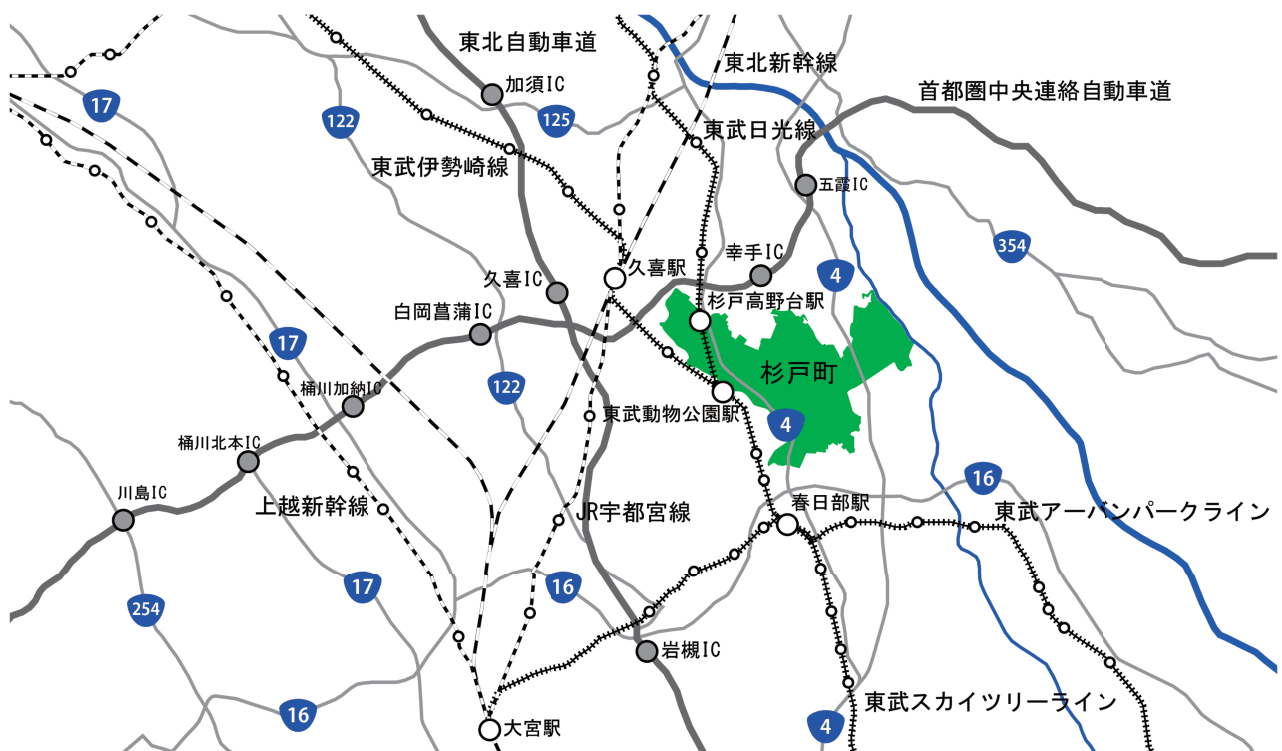 東北自動車道
東北新幹線
加須IC
首都圏中央連絡自動車道
17
122
125
東武日光線
東武伊勢崎線
五霞IC
354
幸手IC
久喜駅
4
久喜IC
杉戸高野台駅
白岡菖蒲IC
17
杉戸町
122
桶川加納IC
東武動物公園駅
4
桶川北本IC
16
川島IC
上越新幹線
JR宇都宮線
春日部駅
東武アーバンパークライン
17
16
254
岩槻IC
東武スカイツリーライン
16
大宮駅
4